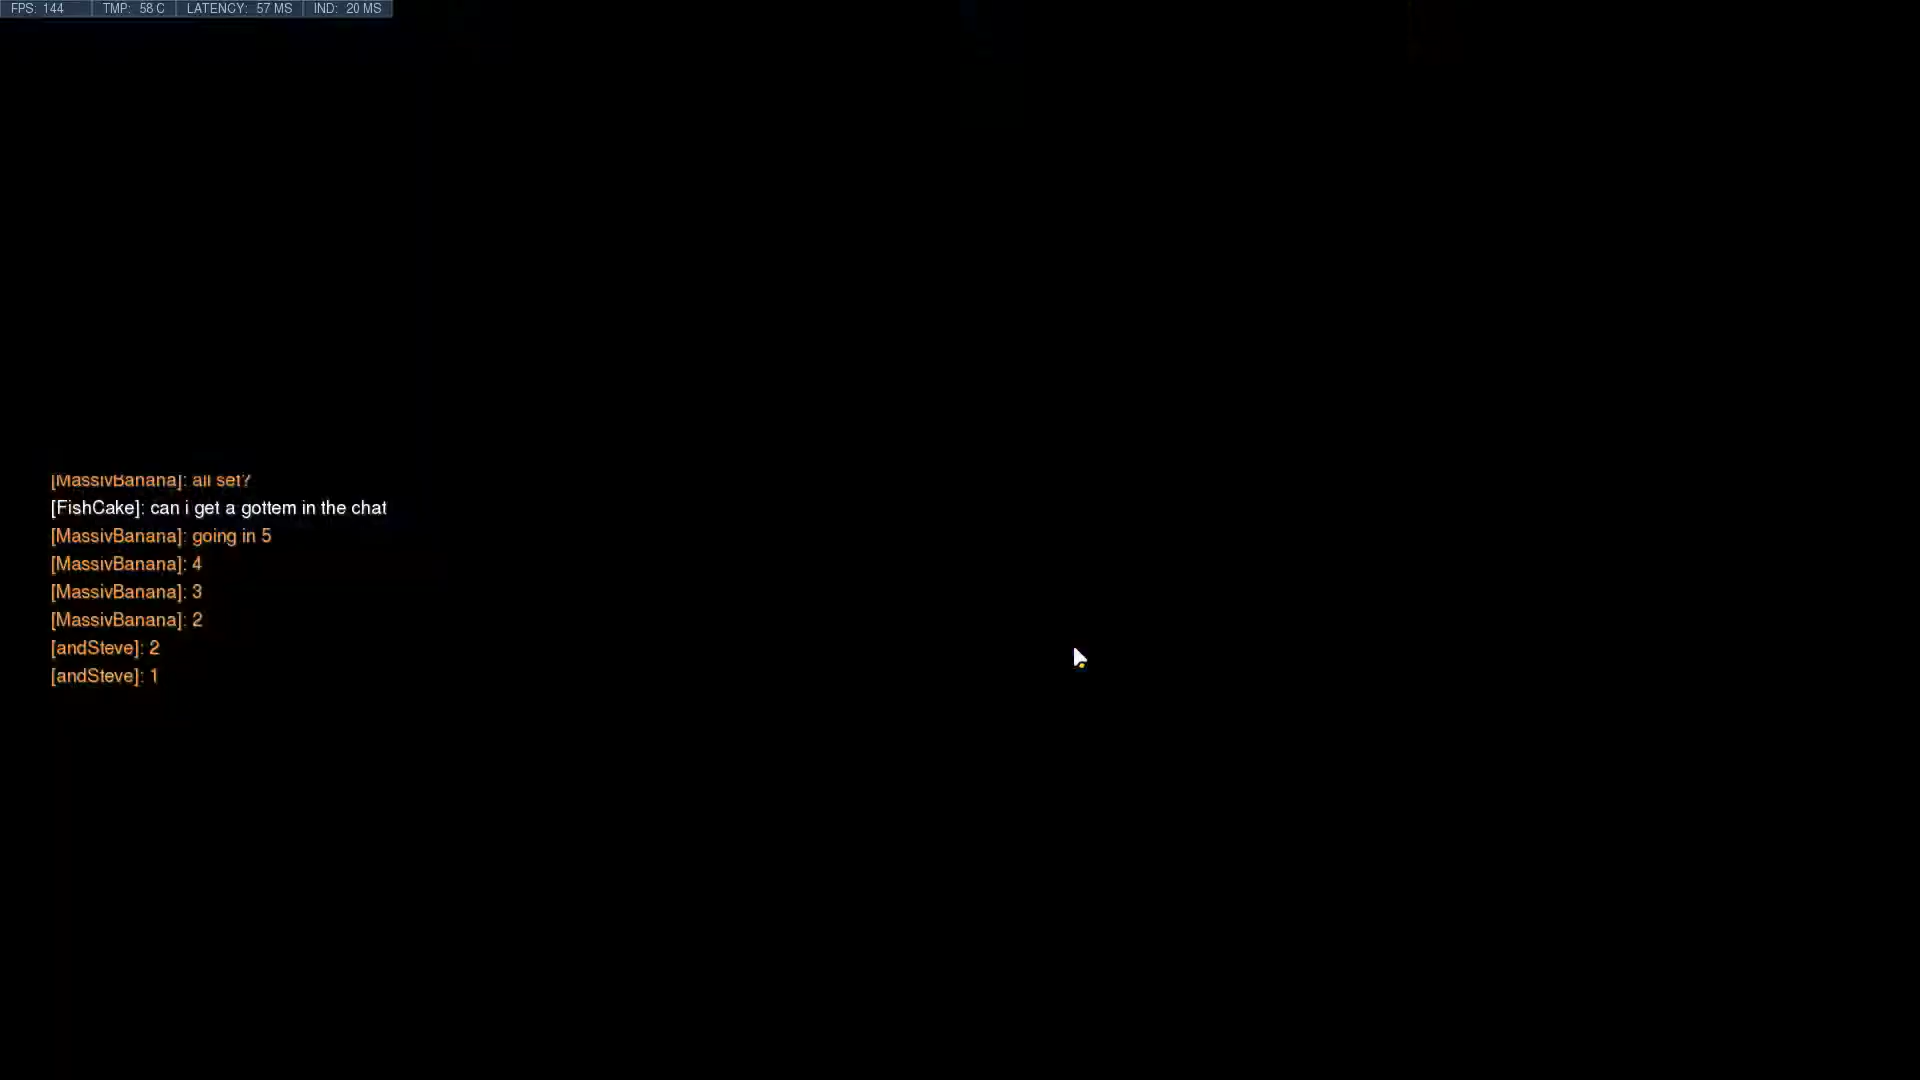 FPS: 144 TMP: 58 C LATENCY: 57 MS IND: 20 MS
[MassivBanana]: all set?
[FishCake]: can i get a gottem in the chat
[MassivBanana]: going in 5
[MassivBanana]: 4
[MassivBanana]: 3
[MassivBanana]: 2
[andSteve]: 2
[andSteve]: 1